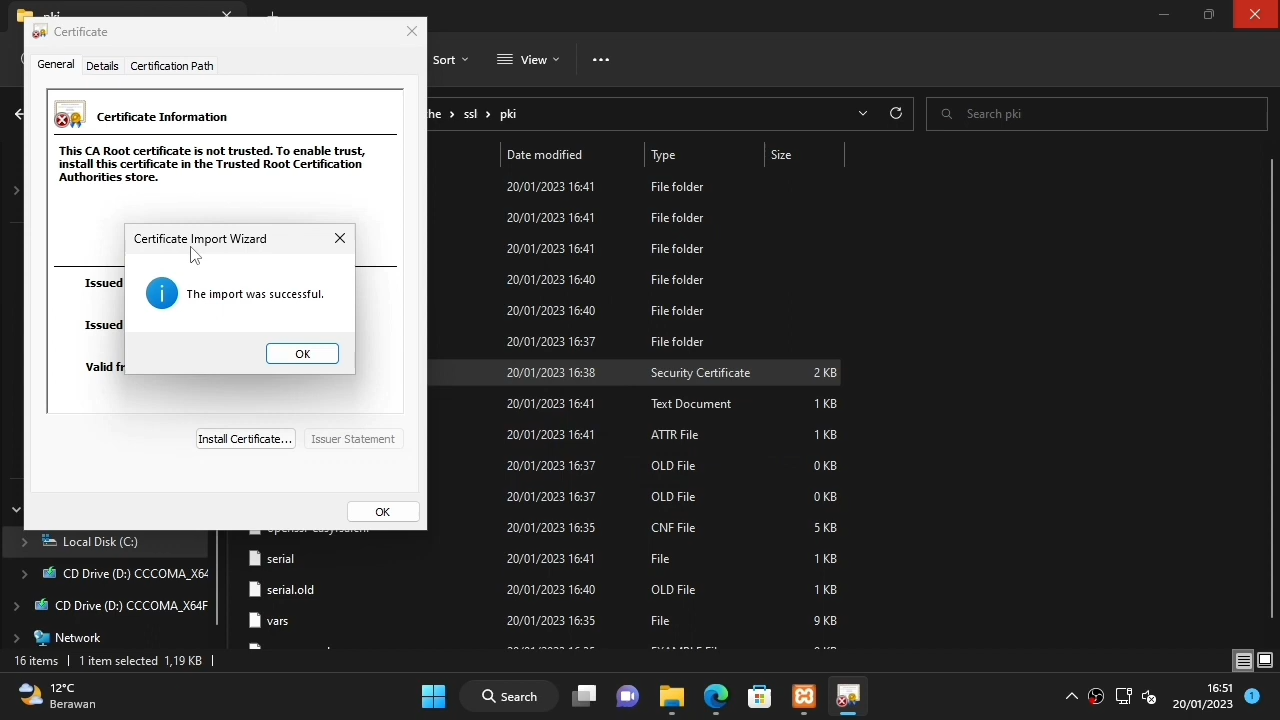 pki
Certificate
General
Details
Certification Path
Sort
View
ssl
pki
Search pki
Certificate Information
This CA Root certificate is not trusted. To enable trust,
install this certificate in the Trusted Root Certification
Authorities store.
Certificate Import Wizard
The import was successful.
OK
Issued
Issued
Install Certificate...
Issuer Statement
OK
Date modified
Type
Size
20/01/2023 16:41
File folder
20/01/2023 16:41
File folder
20/01/2023 16:41
File folder
20/01/2023 16:40
File folder
20/01/2023 16:40
File folder
20/01/2023 16:37
File folder
20/01/2023 16:38
Security Certificate
2 KB
20/01/2023 16:41
Text Document
1 KB
20/01/2023 16:41
ATTR File
1 KB
20/01/2023 16:37
OLD File
0 KB
20/01/2023 16:37
OLD File
0 KB
20/01/2023 16:35
CNF File
5 KB
serial
20/01/2023 16:41
File
1 KB
serial.old
20/01/2023 16:40
OLD File
1 KB
vars
20/01/2023 16:35
File
9 KB
Local Disk (C:)
CD Drive (D:) CCCOMA_X64
CD Drive (D:) CCCOMA_X64F
Network
16 items
1 item selected 1,19 KB
12°C
Berawan
Search
16:51
20/01/2023
1